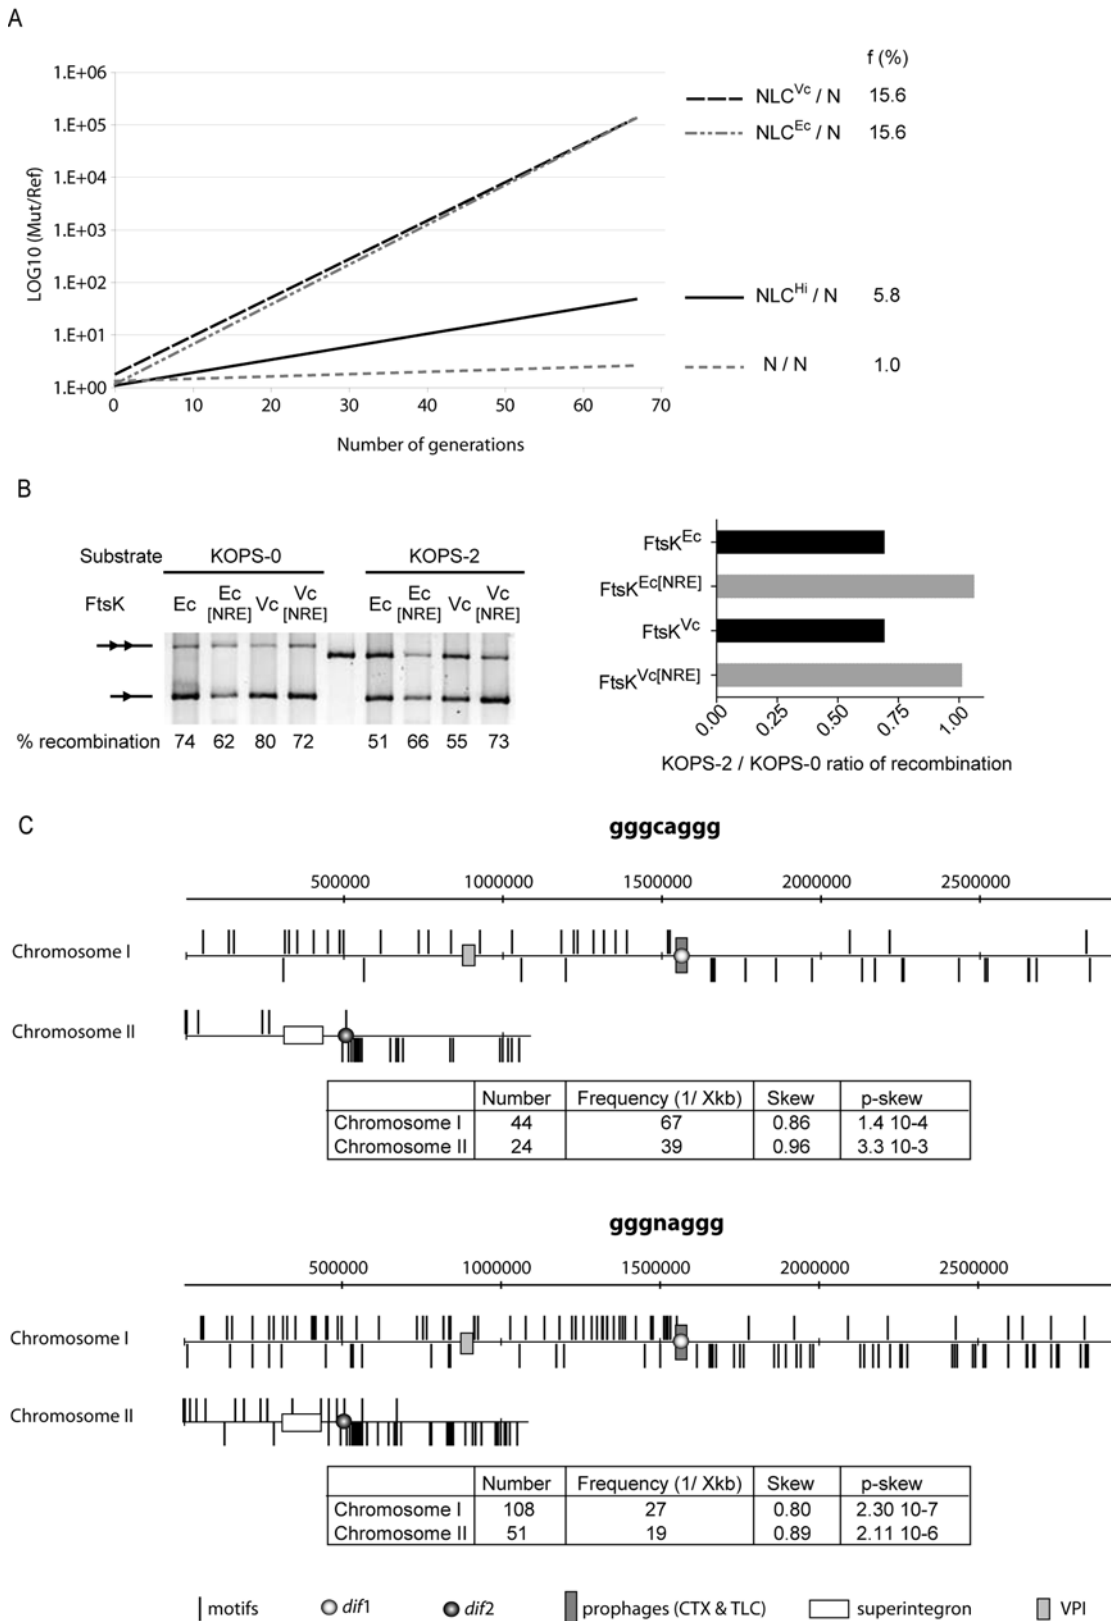 A
f (%)
1.E+06
1.E+05
1.E+04
1.E+03
1.E+02
1.E+01
1.E+00
LOG10 (Mut/Ref)
0 10 20 30 40 50 60 70
Number of generations
NLC^Vc / N 15.6
NLC^Ec / N 15.6
NLC^Hi / N 5.8
N / N 1.0
B
Substrate KOPS-0 KOPS-2
FtsK Ec Ec [NRE] Vc Vc [NRE] Ec Ec [NRE] Vc Vc [NRE]
% recombination 74 62 80 72 51 66 55 73
FtsK^Ec
FtsK^Ec[NRE]
FtsK^Vc
FtsK^Vc[NRE]
0.00 0.25 0.50 0.75 1.00
KOPS-2 / KOPS-0 ratio of recombination
C
gggcaggg
500000 1000000 1500000 2000000 2500000
Chromosome I
Chromosome II
Number Frequency (1/ Xkb) Skew p-skew
Chromosome I 44 67 0.86 1.4 10-4
Chromosome II 24 39 0.96 3.3 10-3
gggnaggg
500000 1000000 1500000 2000000 2500000
Chromosome I
Chromosome II
Number Frequency (1/ Xkb) Skew p-skew
Chromosome I 108 27 0.80 2.30 10-7
Chromosome II 51 19 0.89 2.11 10-6
motifs dif1 dif2 prophages (CTX & TLC) superintegron VPI